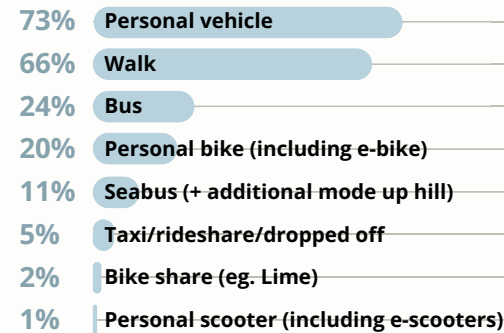 73% Personal vehicle
66% Walk
24% Bus
20% Personal bike (including e-bike)
11% Seabus (+ additional mode up hill)
5% Taxi/rideshare/dropped off
2% Bike share (eg. Lime)
1% Personal scooter (including e-scooters)